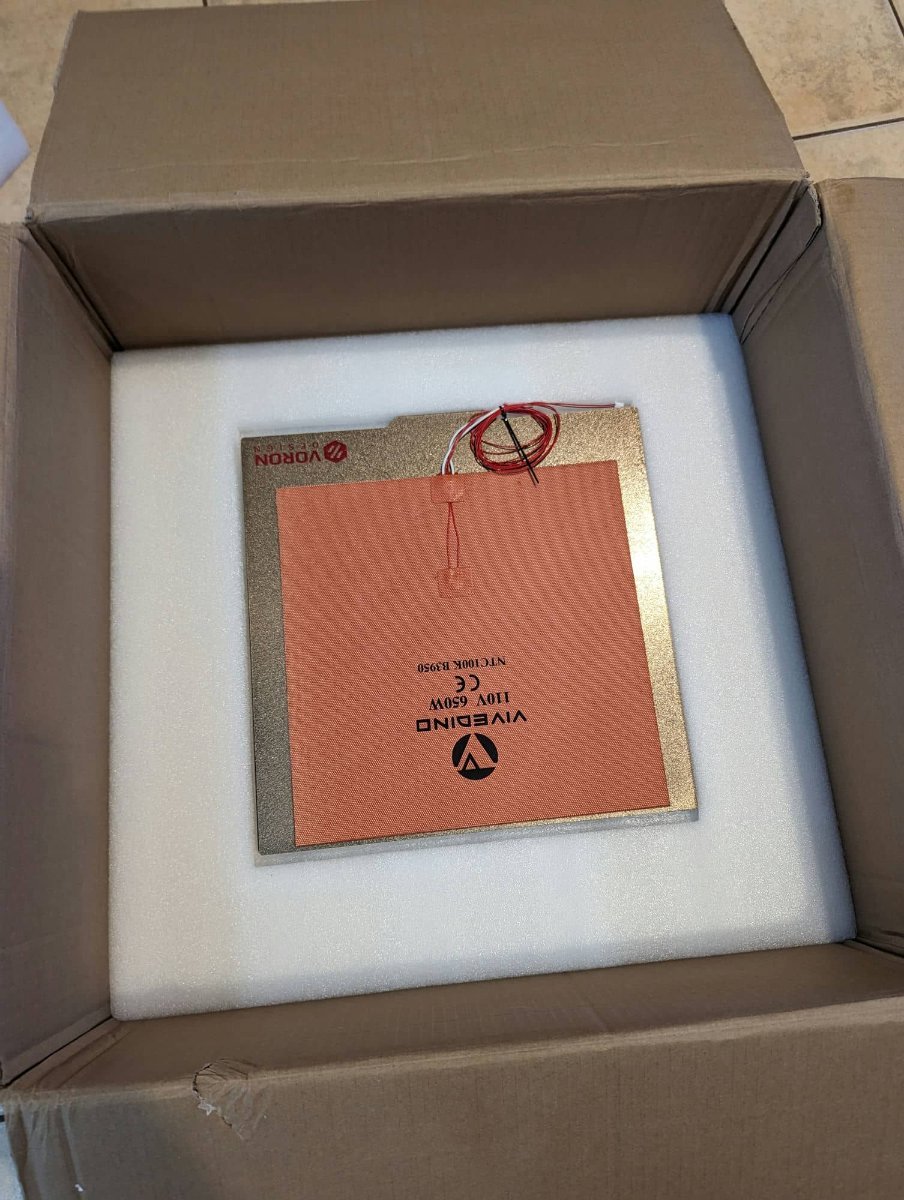 VORON
DESIGN
VIVEDINO
110V 650W
CE
NTC100K B3950